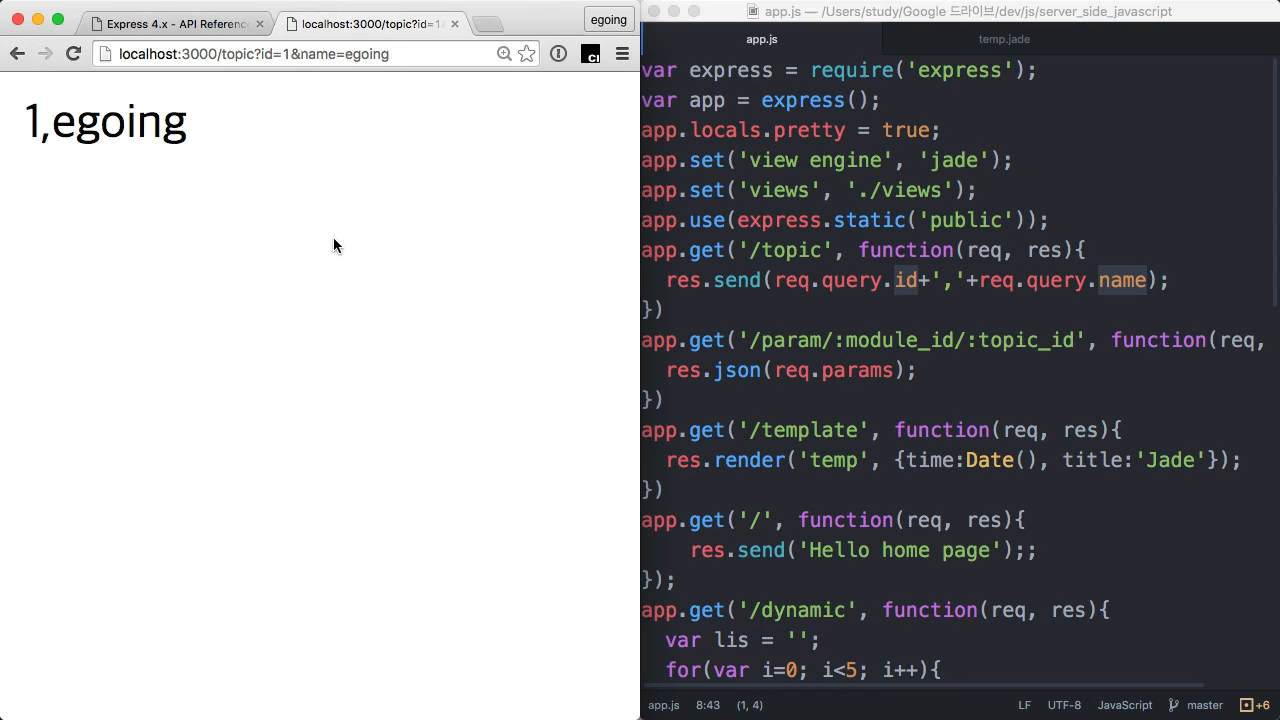 Express 4.x - API Referenc
localhost:3000/topic?id=1
egoing
localhost:3000/topic?id=1&name=egoing
1,egoing
app.js — /Users/study/Google 드라이브/dev/js/server_side_javascript
app.js
temp.jade
var express = require('express');
var app = express();
app.locals.pretty = true;
app.set('view engine', 'jade');
app.set('views', './views');
app.use(express.static('public'));
app.get('/topic', function(req, res){
  res.send(req.query.id+','+req.query.name);
})
app.get('/param/:module_id/:topic_id', function(req,
  res.json(req.params);
})
app.get('/template', function(req, res){
  res.render('temp', {time:Date(), title:'Jade'});
})
app.get('/', function(req, res){
    res.send('Hello home page');;
});
app.get('/dynamic', function(req, res){
  var lis = '';
  for(var i=0; i<5; i++){
app.js 8:43 (1, 4) LF UTF-8 JavaScript master +6